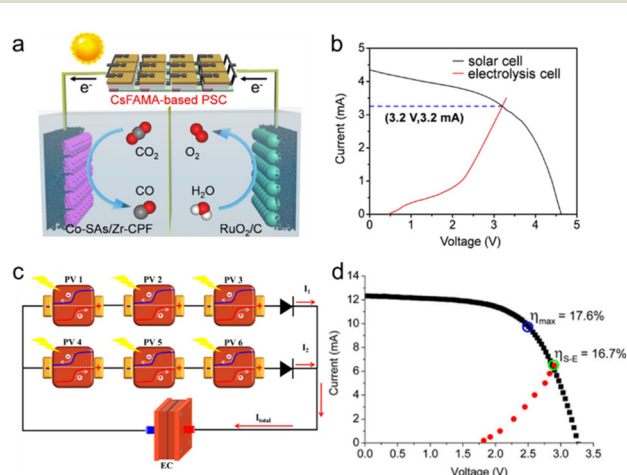 a
e-
e-
CsFAMA-based PSC
CO2
O2
CO
H2O
Co-SAs/Zr-CPF
RuO2/C
b
solar cell
electrolysis cell
(3.2 V,3.2 mA)
Current (mA)
5
4
3
2
1
0
0 1 2 3 4 5
Voltage (V)
c
PV 1 PV 2 PV 3
I1
PV 4 PV 5 PV 6
I2
Itotal
EC
d
ηmax = 17.6%
ηS-E = 16.7%
Current (mA)
14
12
10
8
6
4
2
0
0.0 0.5 1.0 1.5 2.0 2.5 3.0 3.5
Voltage (V)